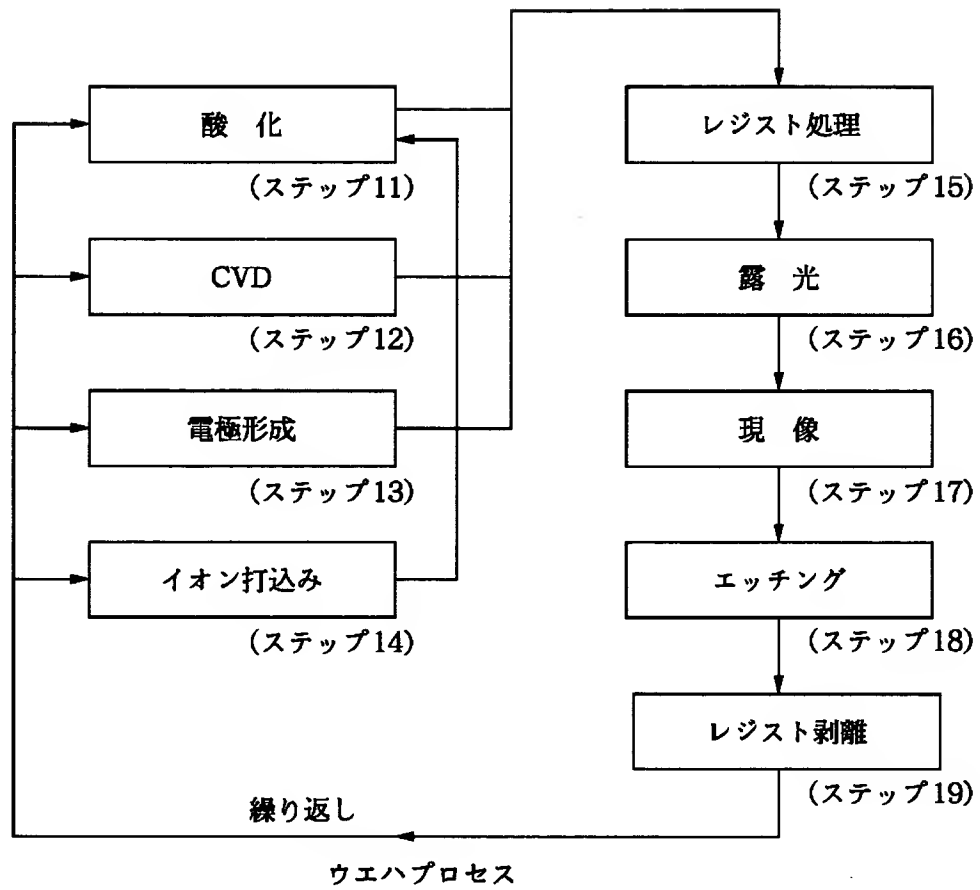 酸 化
(ステップ11)
CVD
(ステップ12)
電極形成
(ステップ13)
イオン打込み
(ステップ14)
レジスト処理
(ステップ15)
露 光
(ステップ16)
現 像
(ステップ17)
エッチング
(ステップ18)
レジスト剥離
(ステップ19)
繰り返し
ウエハプロセス